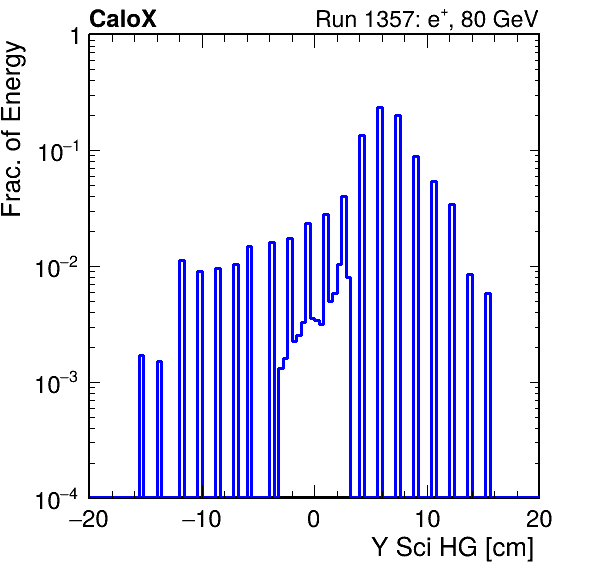 CaloX Run 1357: e⁺, 80 GeV
Frac. of Energy
1
10⁻¹
10⁻²
10⁻³
10⁻⁴
−20 −10 0 10 20
Y Sci HG [cm]